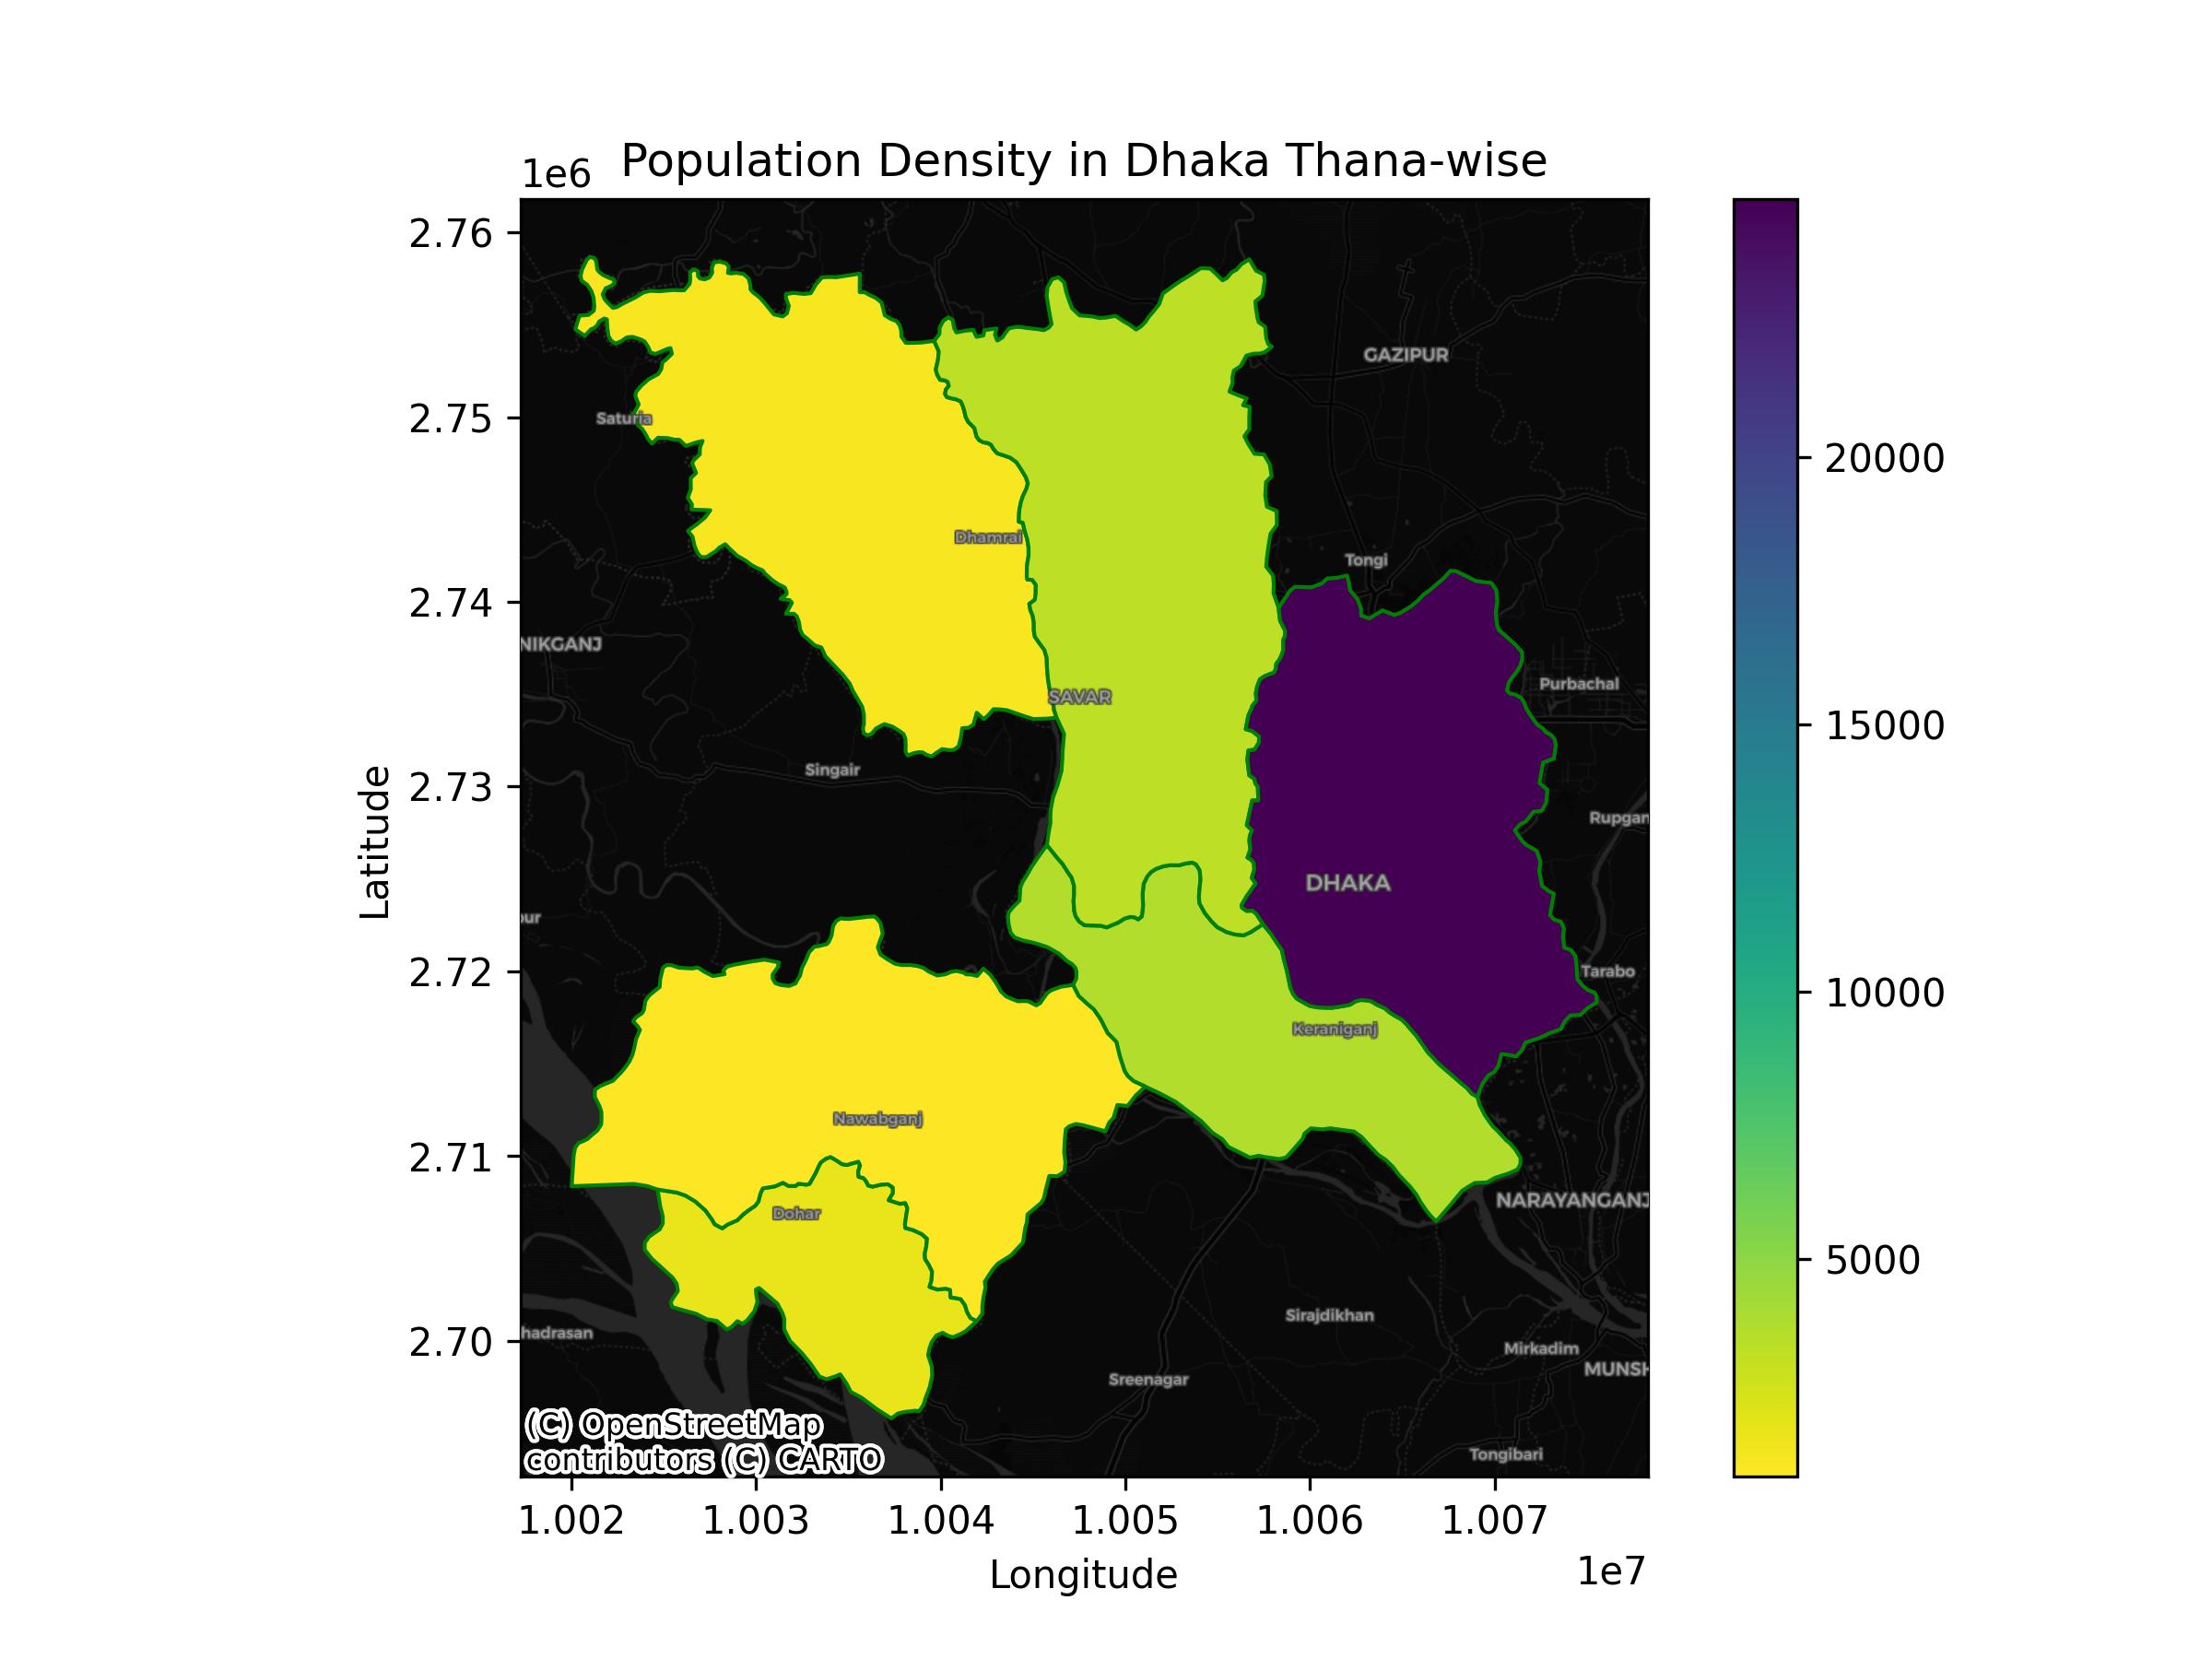 Population Density in Dhaka Thana-wise
1e6
2.76
2.75
2.74
2.73
2.72
2.71
2.70
Latitude
GAZIPUR
Saturia
Dhamrai
Tongi
NIKGANJ
Purbachal
SAVAR
Singair
Rupgan
DHAKA
pur
Tarabo
Keraniganj
Nawabganj
NARAYANGANJ
Dohar
Sirajdikhan
hadrasan
Mirkadim
MUNSH
Sreenagar
Tongibari
(C) OpenStreetMap
contributors (C) CARTO
1.002 1.003 1.004 1.005 1.006 1.007
1e7
Longitude
20000
15000
10000
5000